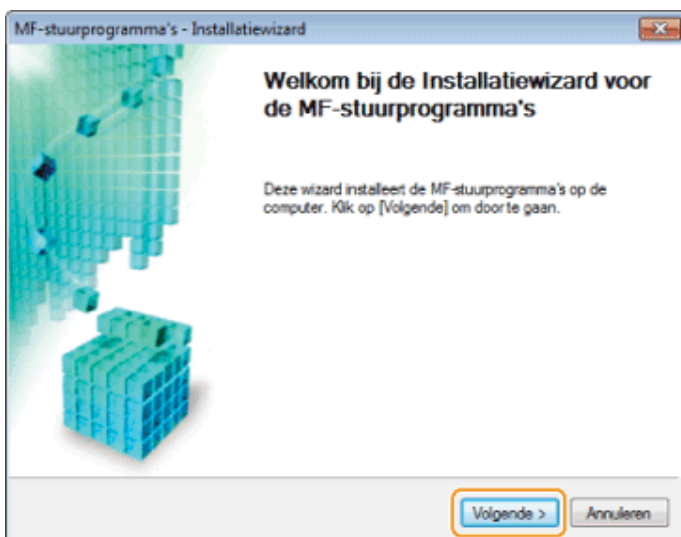 MF-stuurprogramma's - Installatiewizard
Welkom bij de Installatiewizard voor
de MF-stuurprogramma's
Deze wizard installeert de MF-stuurprogramma's op de
computer. Klik op [Volgende] om door te gaan.
Volgende >
Annuleren